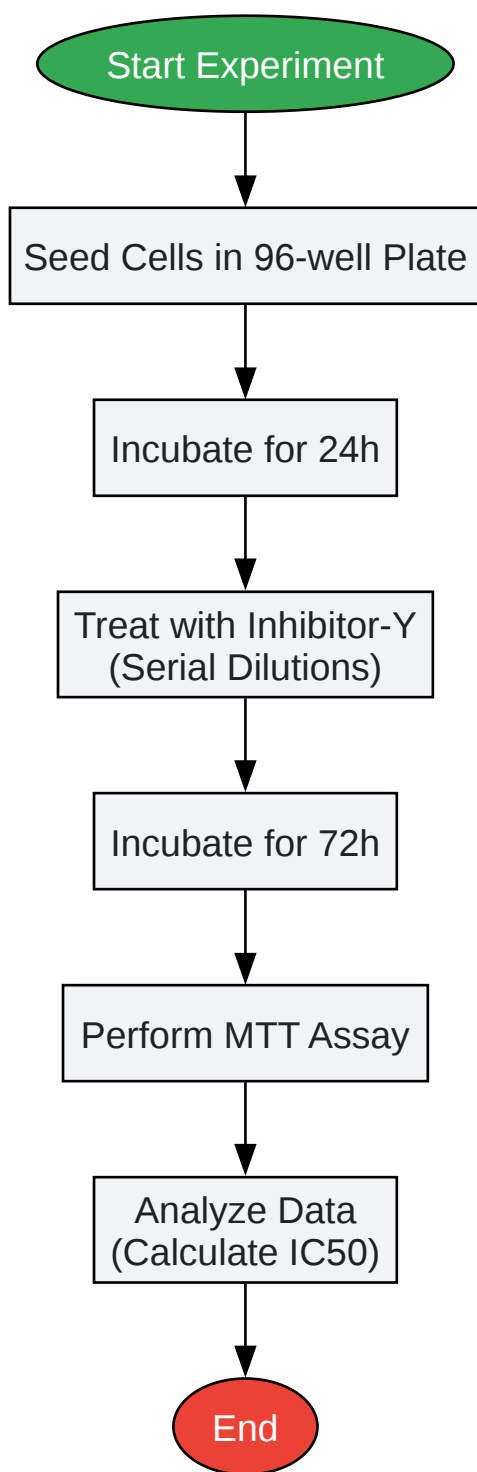 Start Experiment
Seed Cells in 96-well Plate
Incubate for 24h
Treat with Inhibitor-Y
(Serial Dilutions)
Incubate for 72h
Perform MTT Assay
Analyze Data
(Calculate IC50)
End